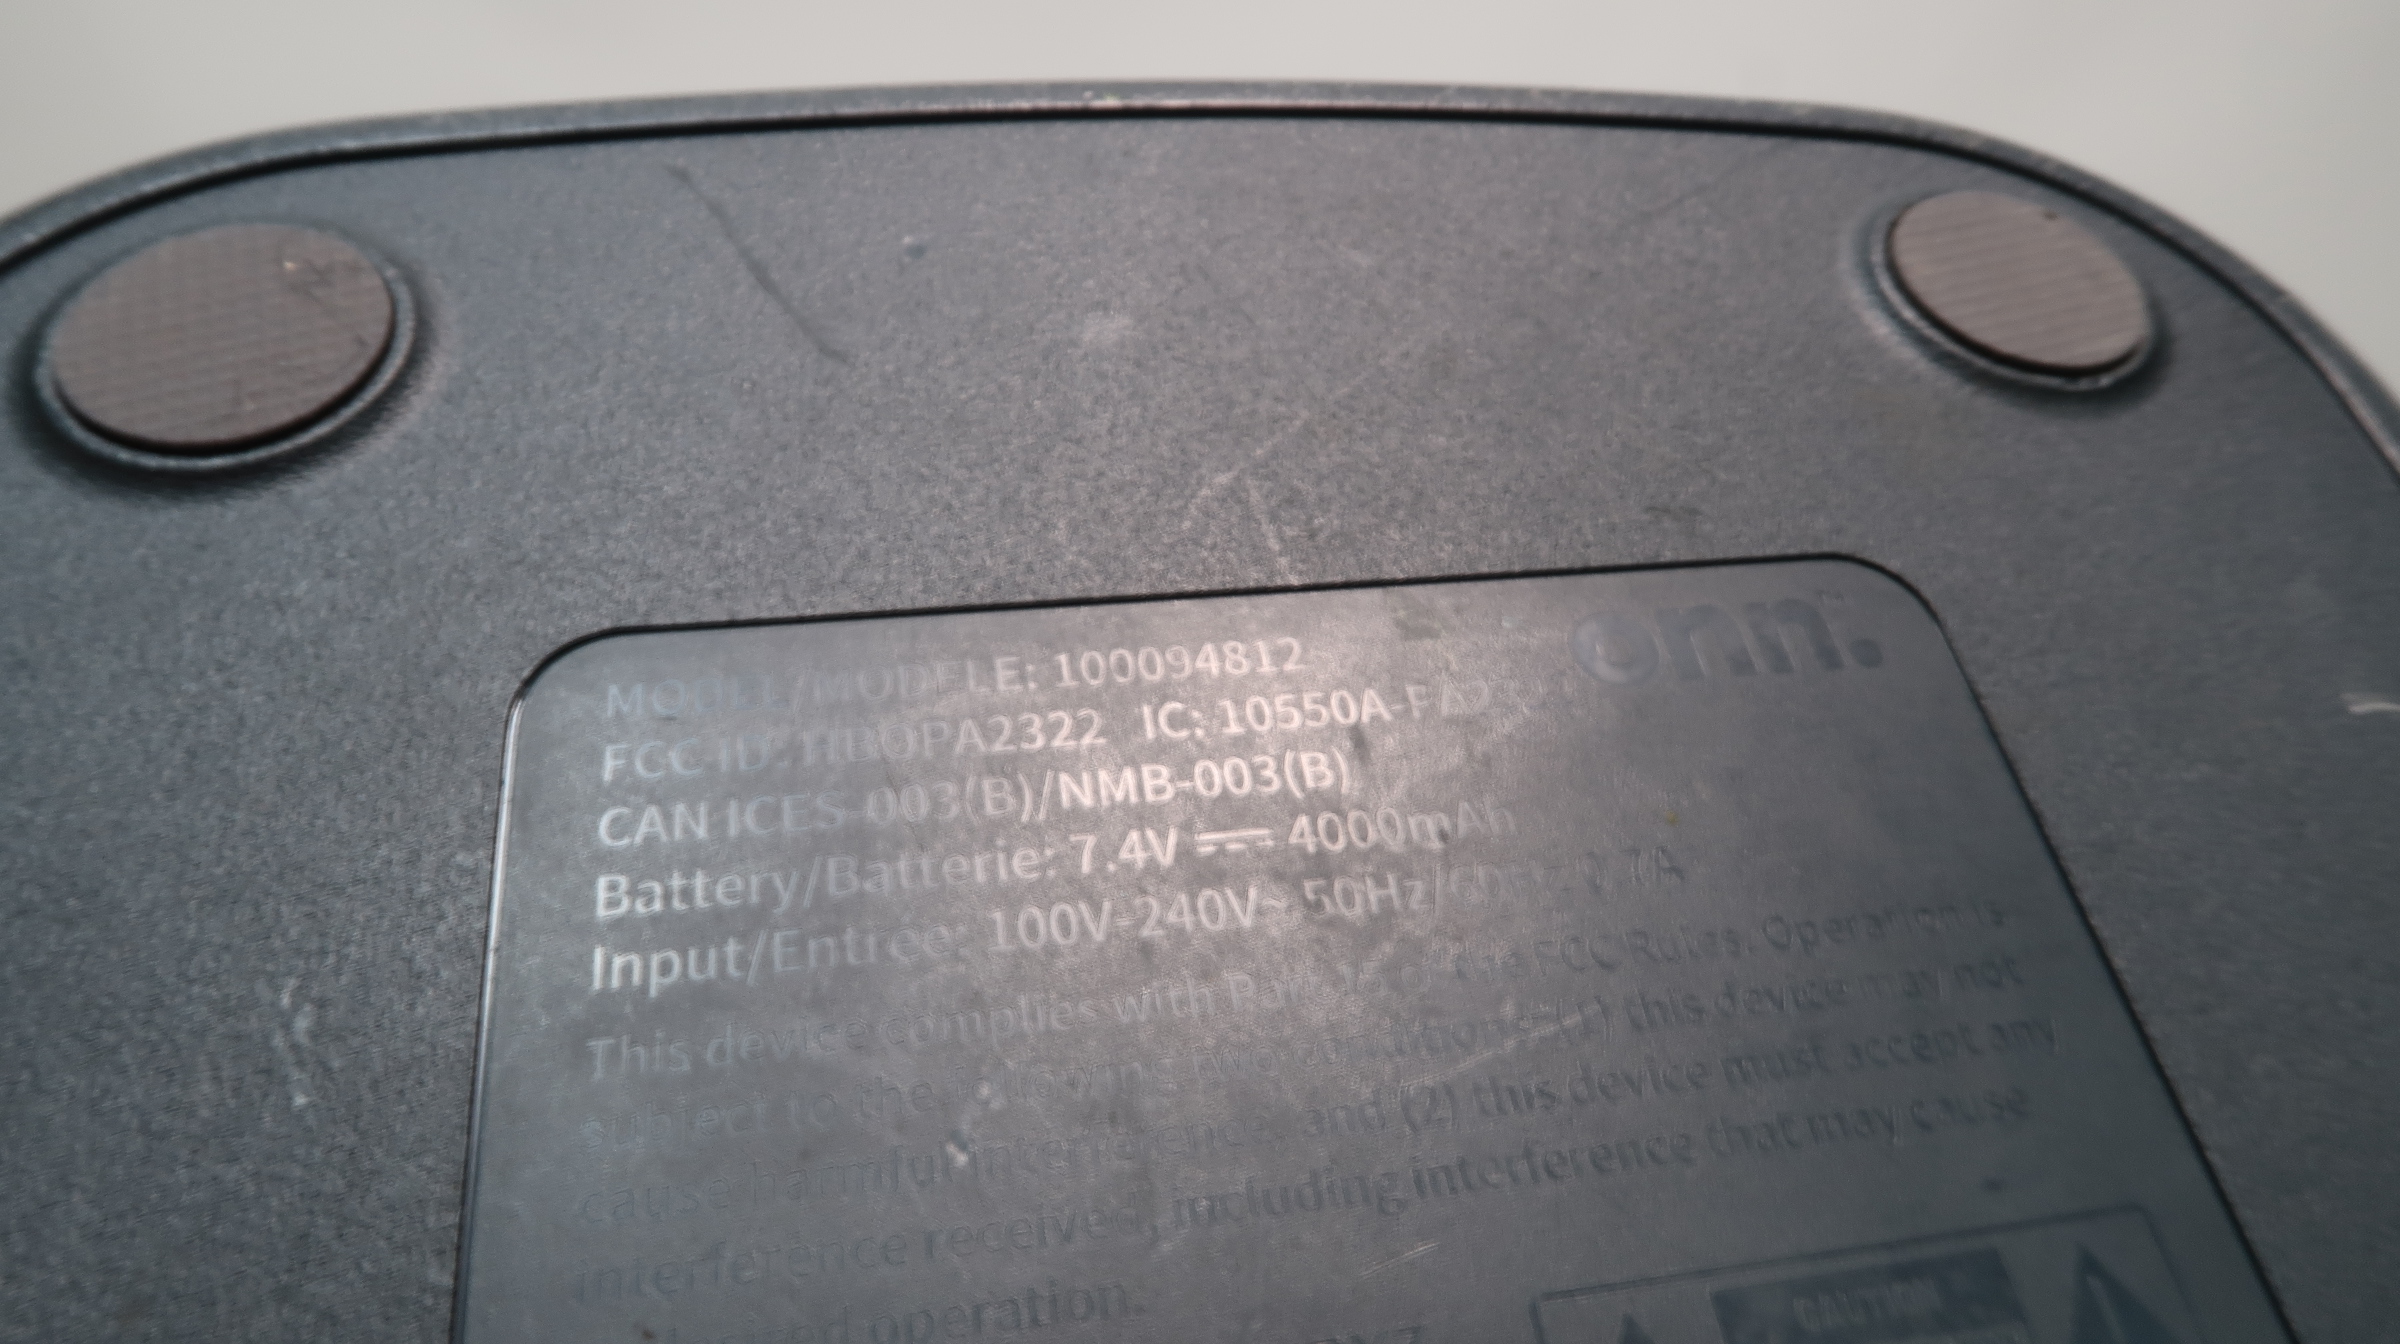 onn.
MODEL/MODELE: 100094812
FCC ID: IC: 10550A-
CAN ICES-003(B)/NMB-003(B)
Battery/Batterie: 7.4V ⎓ 4000mAh
Input/Entree: 100V-240V~ 50Hz/60Hz 0.7A
This device complies with Part 15 of the FCC Rules. Operation is
subject to the following two conditions: (1) this device may not
cause harmful interference, and (2) this device must accept any
interference received, including interference that may cause
operation.
CAUTION